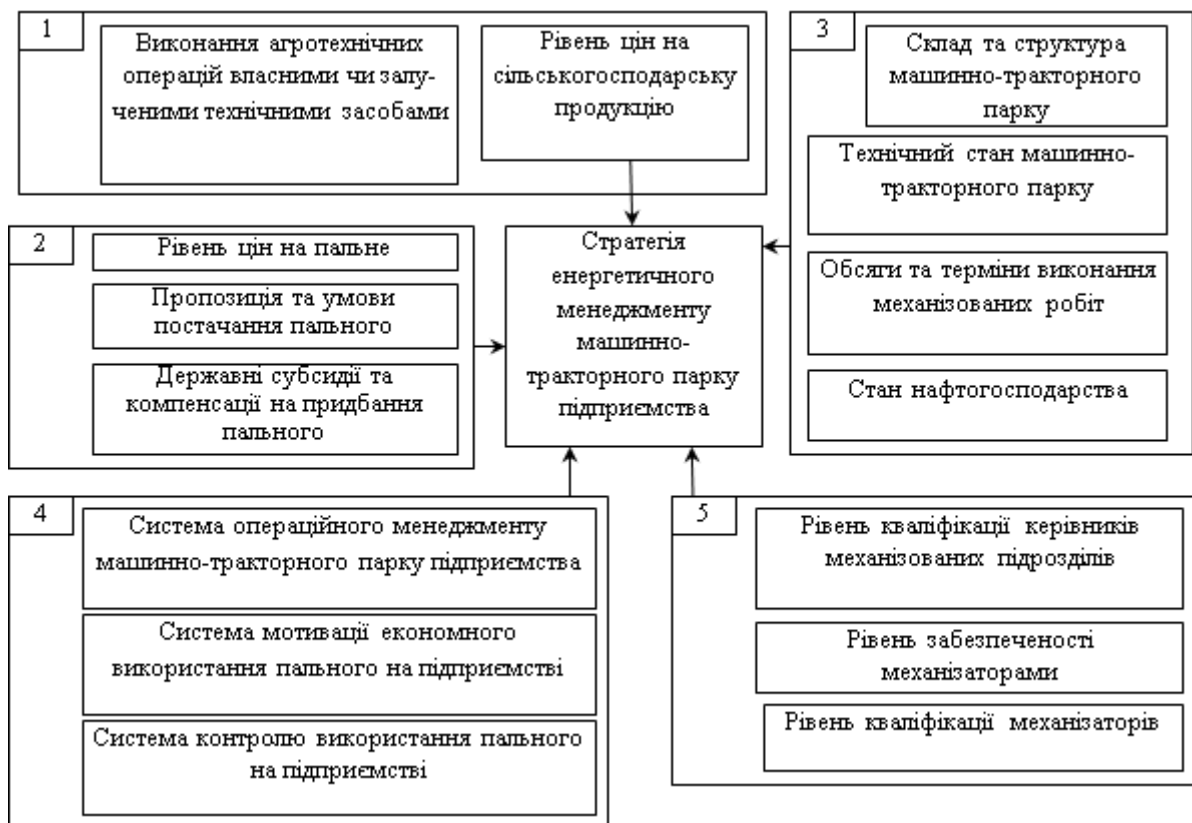 1
Виконання агротехнічних
операцій власними чи залу-
ченими технічними засобами
Рівень цін на
сільськогосподарську
продукцію
3
Склад та структура
машинно-тракторного
парку
Технічний стан машинно-
тракторного парку
Обсяги та терміни виконання
механізованих робіт
Стан нафтогосподарства
2
Рівень цін на пальне
Пропозиція та умови
постачання пального
Державні субсидії та
компенсації на придбання
пального
Стратегія
енергетичного
менеджменту
машинно-
тракторного парку
підприємства
4
Система операційного менеджменту
машинно-тракторного парку підприємства
Система мотивації економного
використання пального на підприємстві
Система контролю використання пального
на підприємстві
5
Рівень кваліфікації керівників
механізованих підрозділів
Рівень забезпеченості
механізаторами
Рівень кваліфікації механізаторів